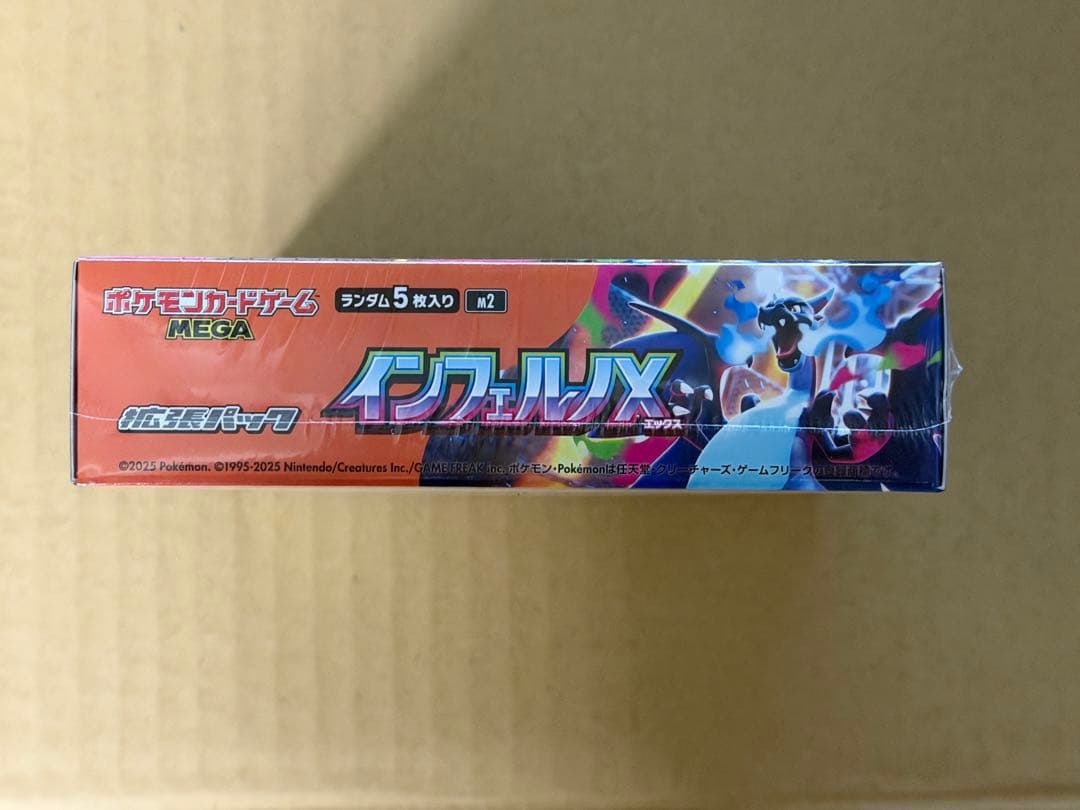 ポケモンカードゲーム
MEGA
ランダム5枚入り
M2
インフェルノX
エックス
拡張パック
©2025 Pokémon. ©1995-2025 Nintendo/Creatures Inc./GAME FREAK inc. ポケモン・Pokémonは任天堂・クリーチャーズ・ゲームフリークの登録商標です。